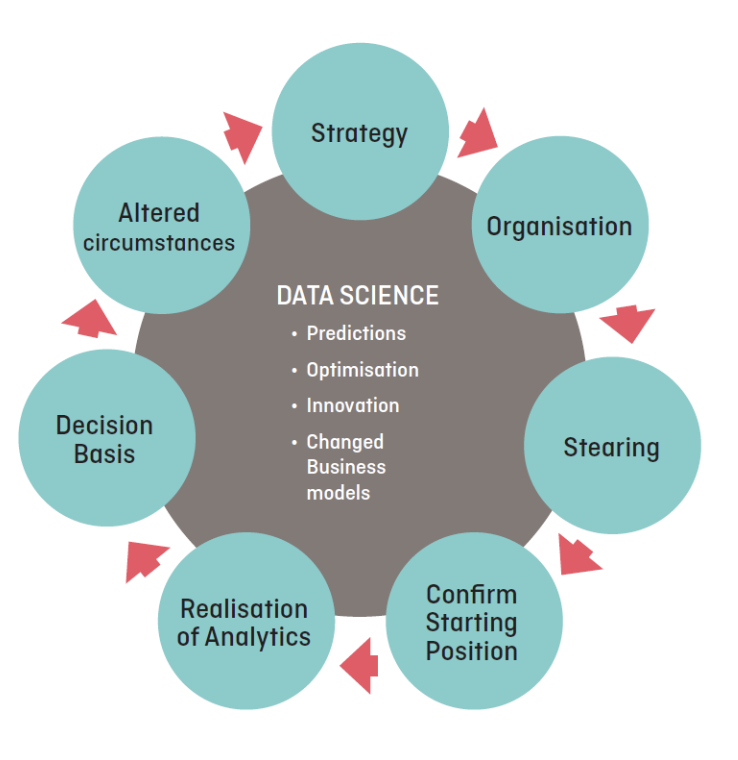 Strategy
Organisation
Stearing
Confirm
Starting
Position
Realisation
of Analytics
Decision
Basis
Altered
circumstances
DATA SCIENCE
• Predictions
• Optimisation
• Innovation
• Changed
Business
models